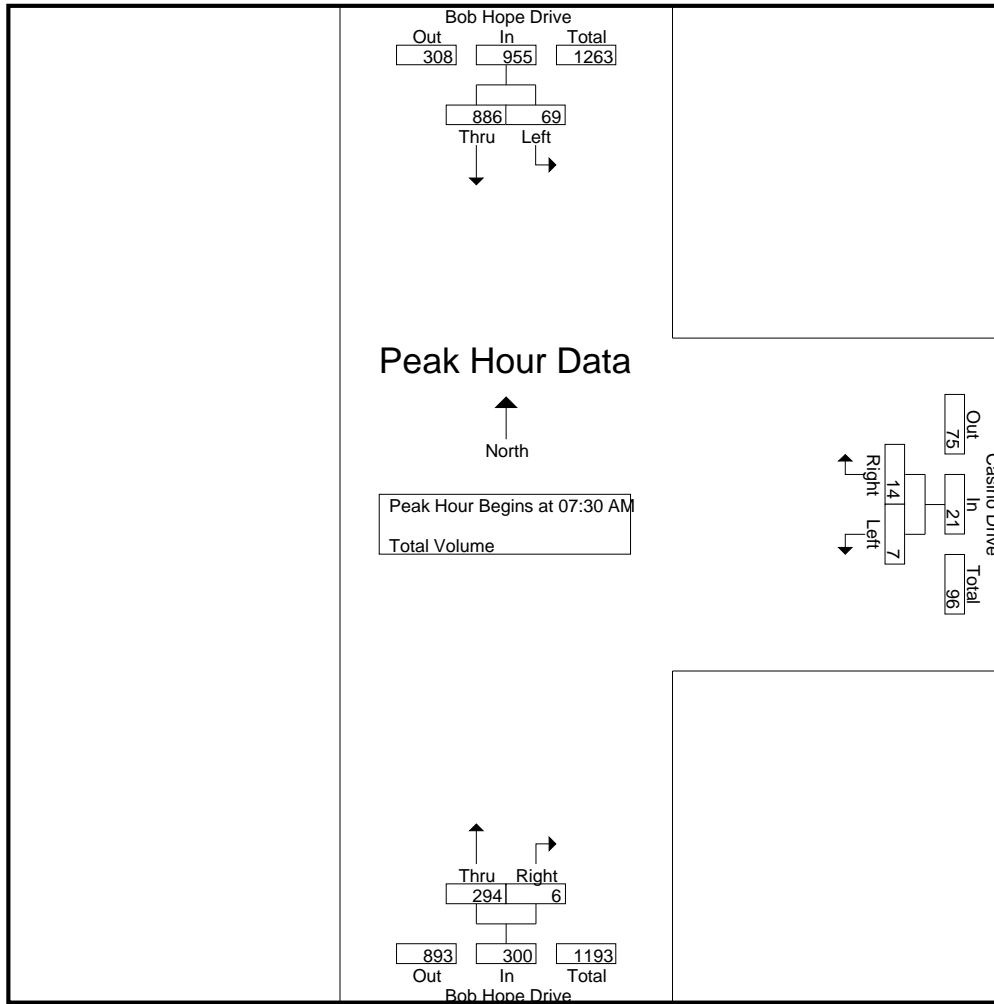 Bob Hope Drive
Out In Total
308 955 1263
886 69
Thru Left
Peak Hour Data
North
Peak Hour Begins at 07:30 AM
Total Volume
Out
75
Right
14
Casino Drive
In
21
Left
7
Total
96
Thru Right
294 6
893 300 1193
Out In Total
Bob Hope Drive